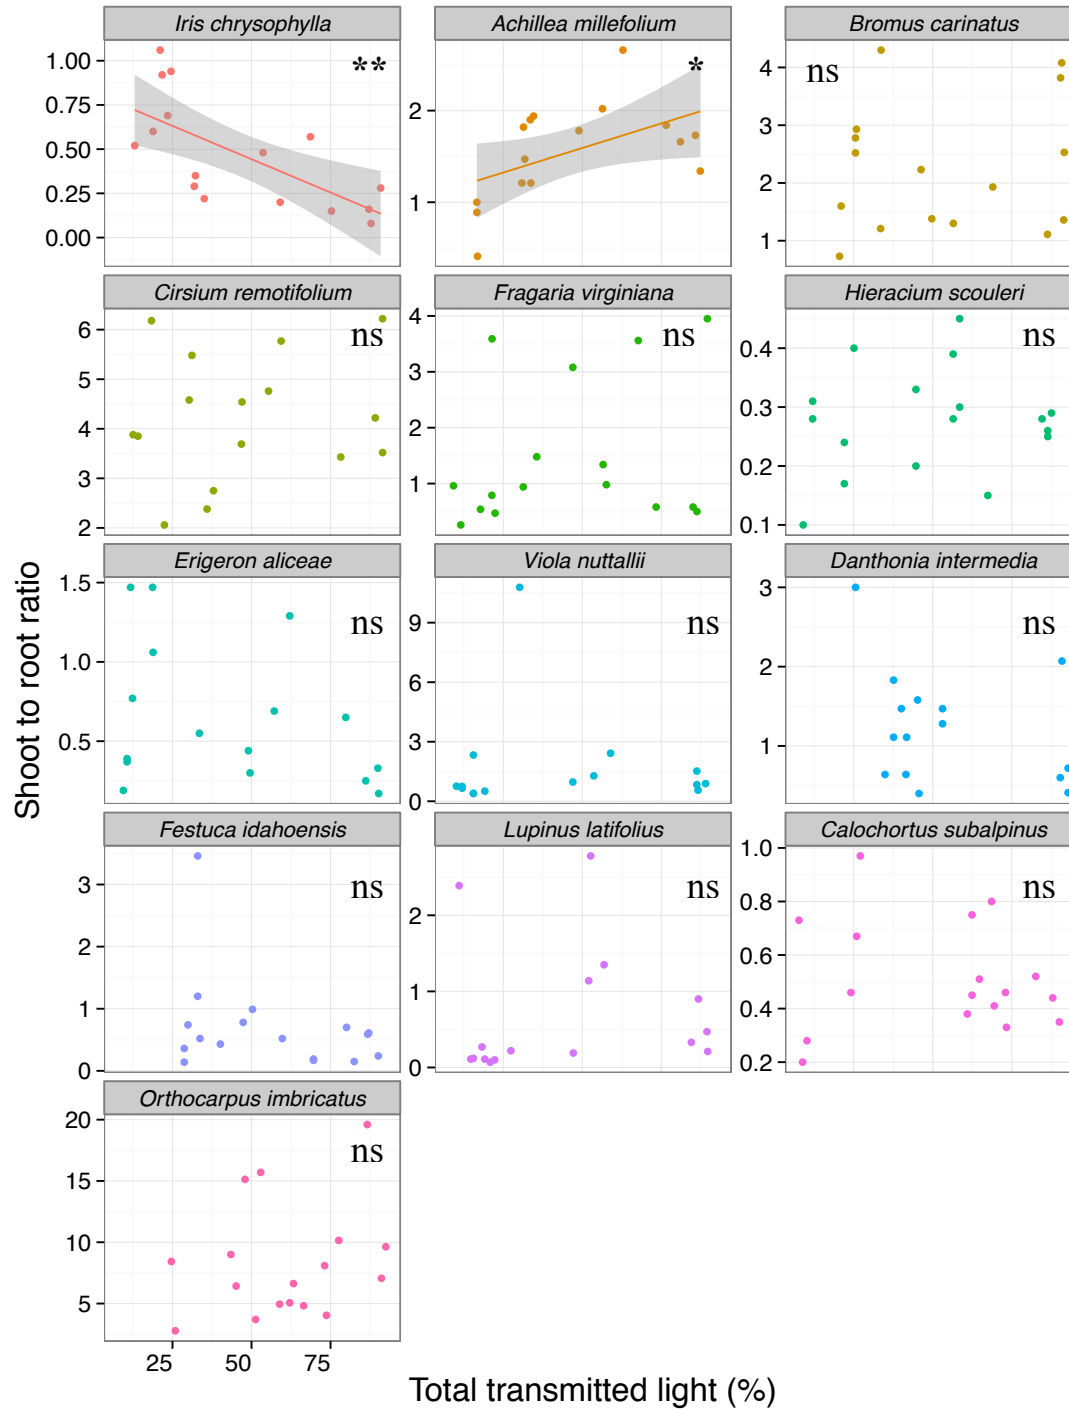 Iris chrysophylla
Achillea millefolium
Bromus carinatus
1.00
0.75
0.50
0.25
0.00
**
2
1
*
4
3
2
1
ns
Cirsium remotifolium
Fragaria virginiana
Hieracium scouleri
6
5
4
3
2
ns
4
3
2
1
ns
0.4
0.3
0.2
0.1
ns
Erigeron aliceae
Viola nuttallii
Danthonia intermedia
1.5
1.0
0.5
ns
9
6
3
0
ns
3
2
1
ns
Shoot to root ratio
Festuca idahoensis
Lupinus latifolius
Calochortus subalpinus
3
2
1
0
ns
2
1
0
ns
1.0
0.8
0.6
0.4
0.2
ns
Orthocarpus imbricatus
20
15
10
5
ns
25 50 75
Total transmitted light (%)